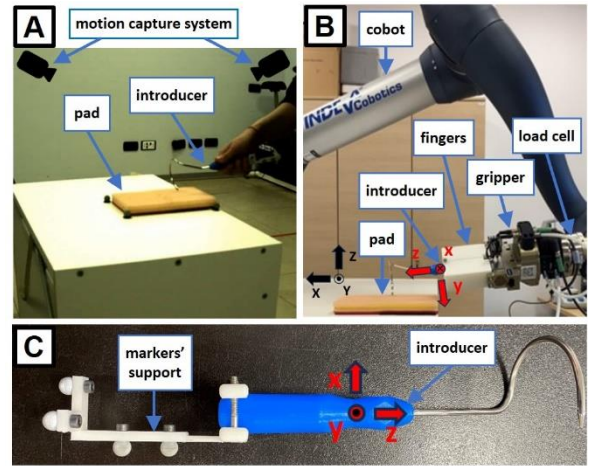 A
motion capture system
pad
introducer
B
cobot
INDEVA
Cobotics
fingers
load cell
gripper
introducer
pad
Z
X
Y
z
x
y
C
markers'
support
introducer
x
y
z